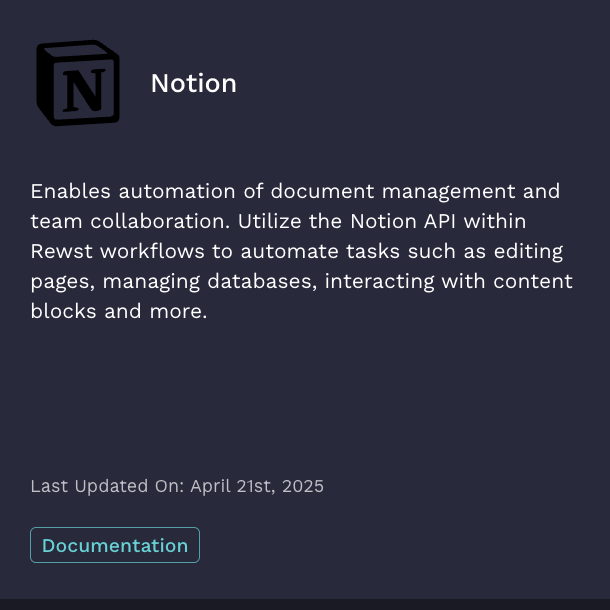 N
Notion
Enables automation of document management and
team collaboration. Utilize the Notion API within
Rewst workflows to automate tasks such as editing
pages, managing databases, interacting with content
blocks and more.
Last Updated On: April 21st, 2025
Documentation